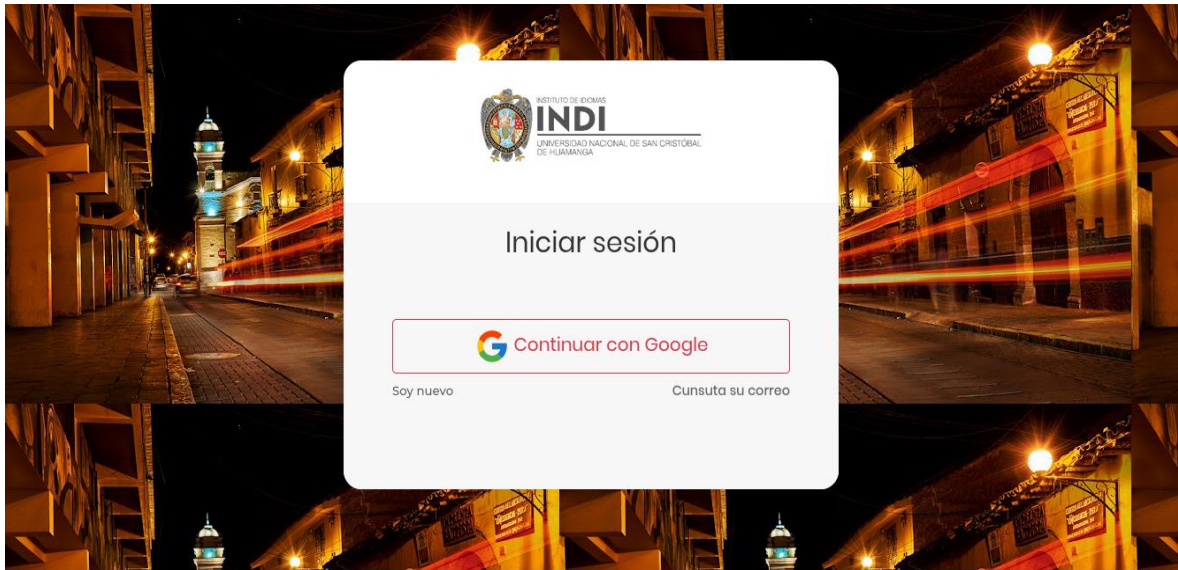 INSTITUTO DE IDIOMAS
INDI
UNIVERSIDAD NACIONAL DE SAN CRISTÓBAL
DE HUAMANGA
Iniciar sesión
Continuar con Google
Soy nuevo
Cunsuta su correo